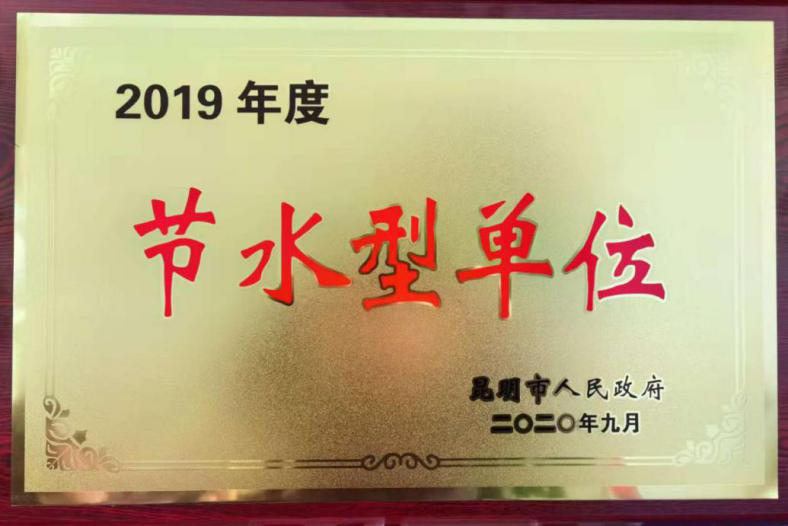 2019 年度
节水型单位
昆明市人民政府
二〇二〇年九月